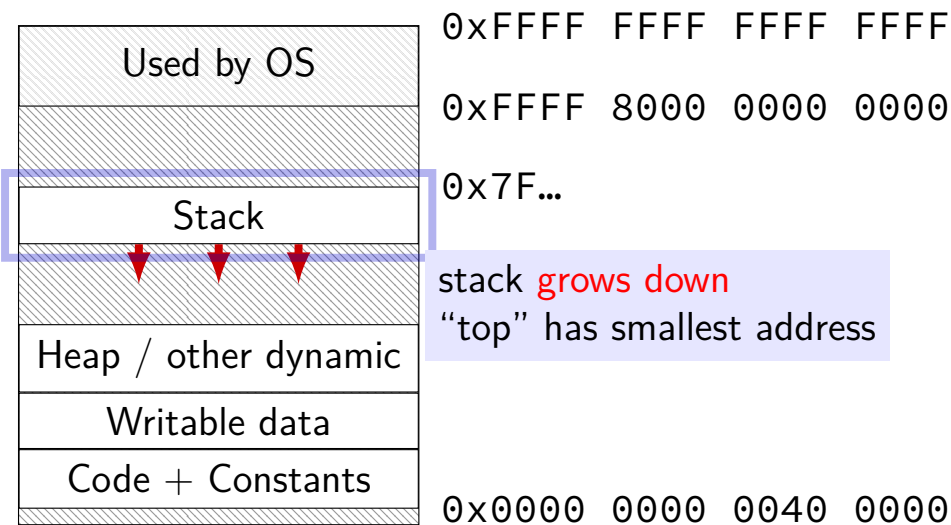 0xFFFF FFFF FFFF FFFF
Used by OS
0xFFFF 8000 0000 0000
0x7F…
Stack
stack grows down
“top” has smallest address
Heap / other dynamic
Writable data
Code + Constants
0x0000 0000 0040 0000